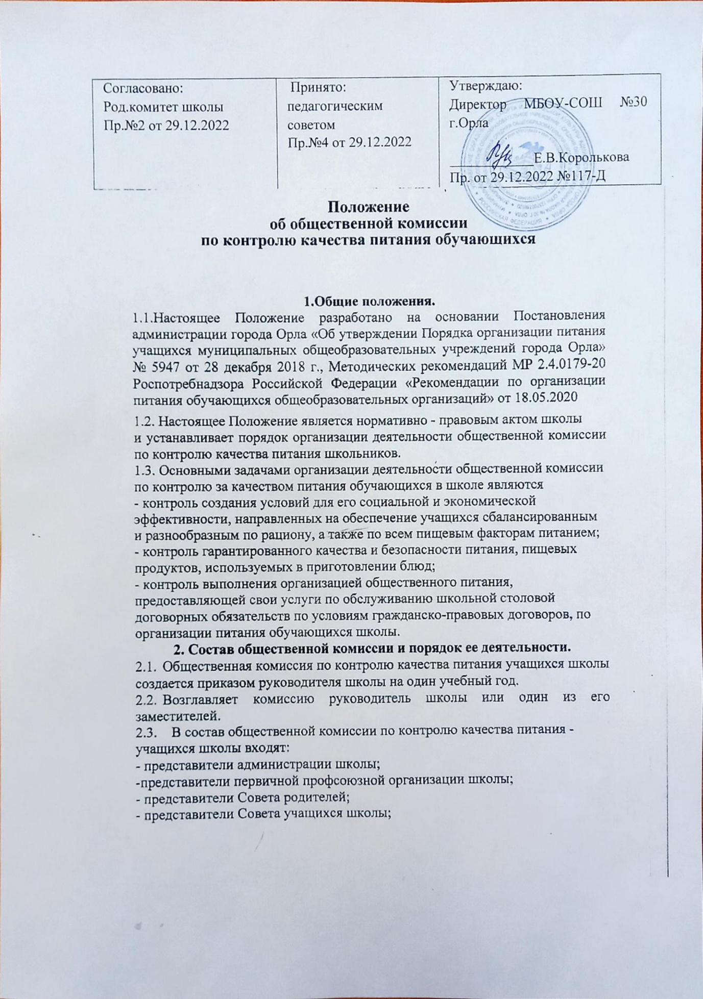 Согласовано:
Род.комитет школы
Пр.№2 от 29.12.2022
Принято:
педагогическим
советом
Пр.№4 от 29.12.2022
Утверждаю:
Директор МБОУ-СОШ №30
г.Орла
____________Е.В.Королькова
Пр. от 29.12.2022 №117-Д
РОССИЙСКАЯ ФЕДЕРАЦИЯ
Положение
об общественной комиссии
по контролю качества питания обучающихся
1.Общие положения.
1.1.Настоящее Положение разработано на основании Постановления
администрации города Орла «Об утверждении Порядка организации питания
учащихся муниципальных общеобразовательных учреждений города Орла»
№ 5947 от 28 декабря 2018 г., Методических рекомендаций МР 2.4.0179-20
Роспотребнадзора Российской Федерации «Рекомендации по организации
питания обучающихся общеобразовательных организаций» от 18.05.2020
1.2. Настоящее Положение является нормативно - правовым актом школы
и устанавливает порядок организации деятельности общественной комиссии
по контролю качества питания школьников.
1.3. Основными задачами организации деятельности общественной комиссии
по контролю за качеством питания обучающихся в школе являются
- контроль создания условий для его социальной и экономической
эффективности, направленных на обеспечение учащихся сбалансированным
и разнообразным по рациону, а также по всем пищевым факторам питанием;
- контроль гарантированного качества и безопасности питания, пищевых
продуктов, используемых в приготовлении блюд;
- контроль выполнения организацией общественного питания,
предоставляющей свои услуги по обслуживанию школьной столовой
договорных обязательств по условиям гражданско-правовых договоров, по
организации питания обучающихся школы.
2. Состав общественной комиссии и порядок ее деятельности.
2.1. Общественная комиссия по контролю качества питания учащихся школы
создается приказом руководителя школы на один учебный год.
2.2. Возглавляет комиссию руководитель школы или один из его
заместителей.
2.3. В состав общественной комиссии по контролю качества питания -
учащихся школы входят:
- представители администрации школы;
-представители первичной профсоюзной организации школы;
- представители Совета родителей;
- представители Совета учащихся школы;